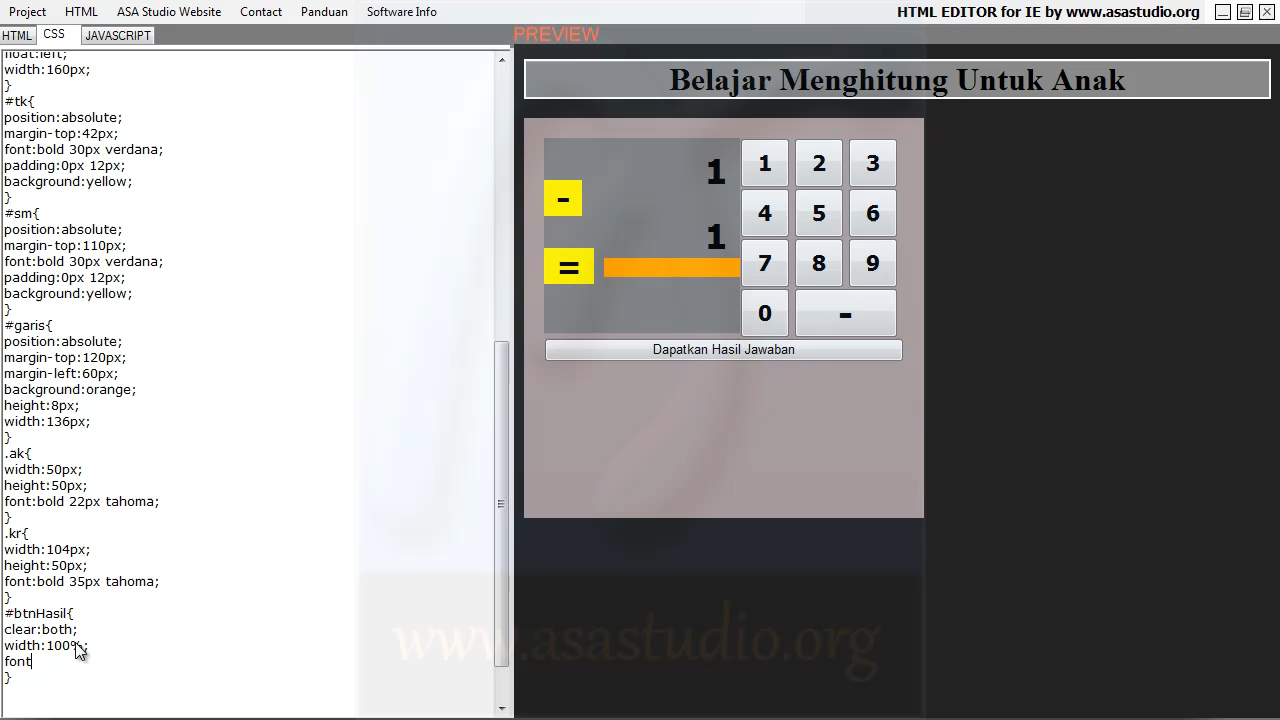 Project HTML ASA Studio Website Contact Panduan Software Info HTML EDITOR for IE by www.asastudio.org
HTML CSS JAVASCRIPT
width:160px;
}
#tk{
position:absolute;
margin-top:42px;
font:bold 30px verdana;
padding:0px 12px;
background:yellow;
}
#sm{
position:absolute;
margin-top:110px;
font:bold 30px verdana;
padding:0px 12px;
background:yellow;
}
#garis{
position:absolute;
margin-top:120px;
margin-left:60px;
background:orange;
height:8px;
width:136px;
}
.ak{
width:50px;
height:50px;
font:bold 22px tahoma;
}
.kr{
width:104px;
height:50px;
font:bold 35px tahoma;
}
#btnHasil{
clear:both;
width:100%;
font
}
PREVIEW
Belajar Menghitung Untuk Anak
1
-
1
=
1 2 3
4 5 6
7 8 9
0 -
Dapatkan Hasil Jawaban
www.asastudio.org